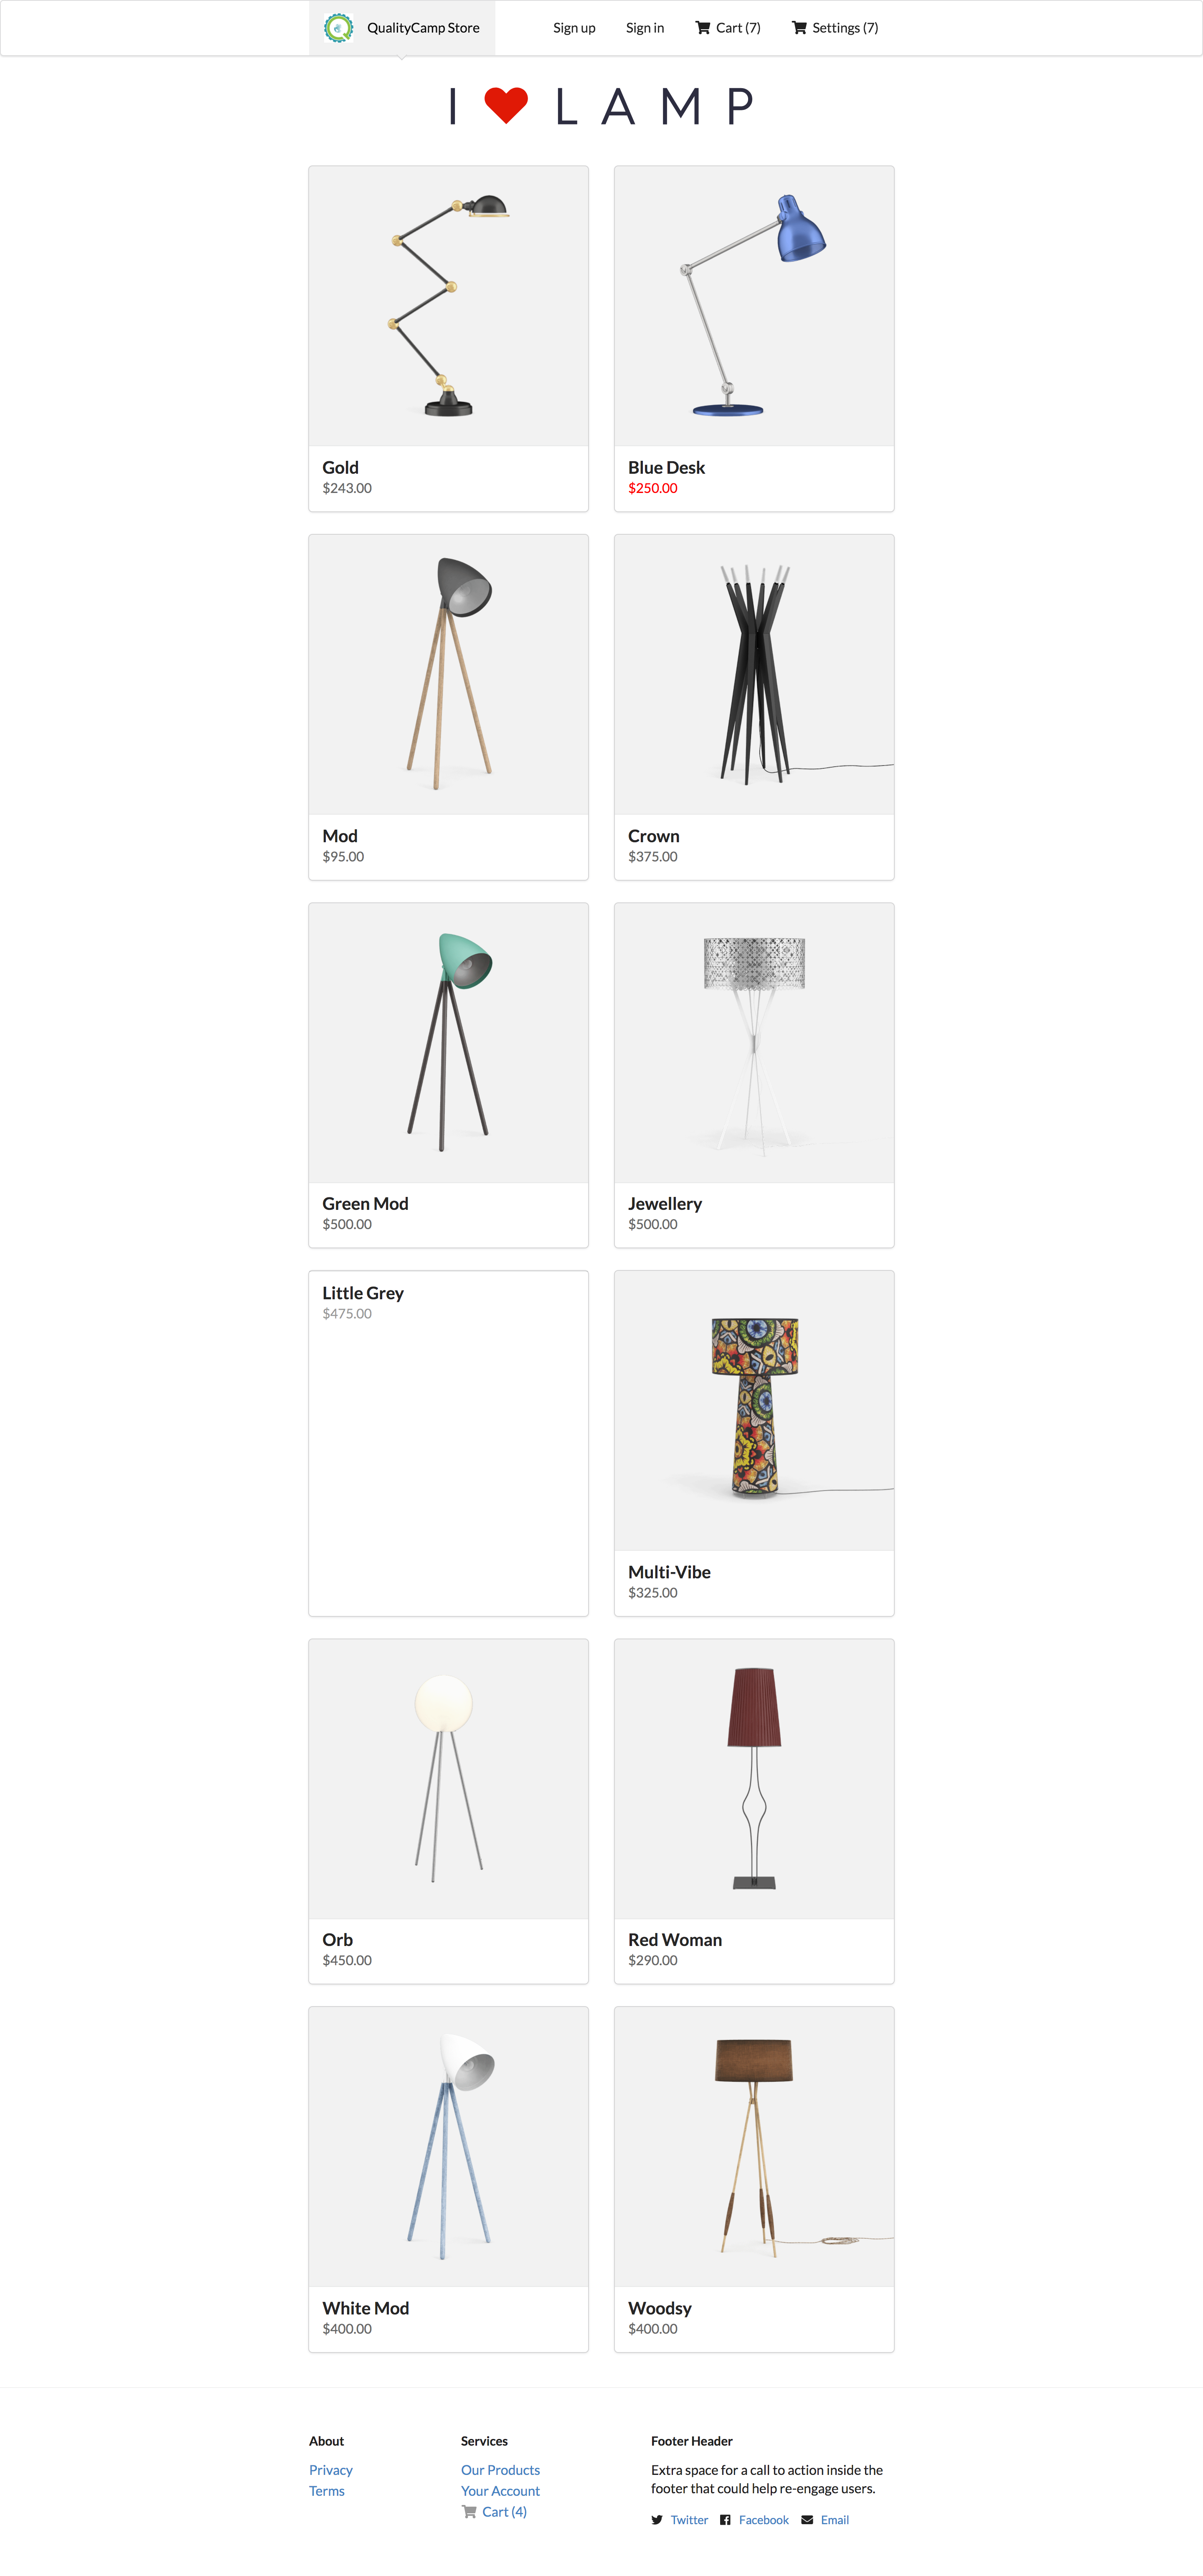 QualityCamp Store Sign up Sign in Cart (7) Settings (7)
I LAMP
Gold
$243.00
Blue Desk
$250.00
Mod
$95.00
Crown
$375.00
Green Mod
$500.00
Jewellery
$500.00
Little Grey
$475.00
Multi-Vibe
$325.00
Orb
$450.00
Red Woman
$290.00
White Mod
$400.00
Woodsy
$400.00
About
Privacy
Terms
Services
Our Products
Your Account
Cart (4)
Footer Header
Extra space for a call to action inside the
footer that could help re-engage users.
Twitter Facebook Email